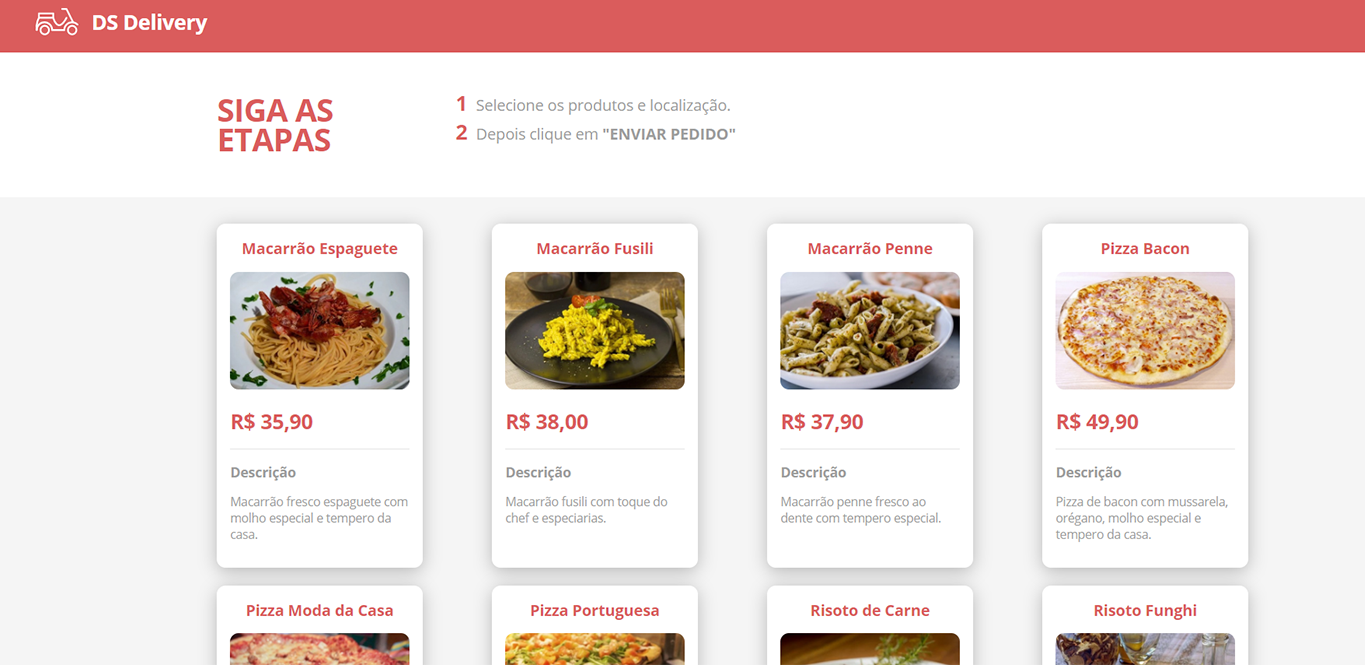 DS Delivery
SIGA AS
ETAPAS
1 Selecione os produtos e localização.
2 Depois clique em "ENVIAR PEDIDO"
Macarrão Espaguete
R$ 35,90
Descrição
Macarrão fresco espaguete com
molho especial e tempero da
casa.
Macarrão Fusili
R$ 38,00
Descrição
Macarrão fusili com toque do
chef e especiarias.
Macarrão Penne
R$ 37,90
Descrição
Macarrão penne fresco ao
dente com tempero especial.
Pizza Bacon
R$ 49,90
Descrição
Pizza de bacon com mussarela,
orégano, molho especial e
tempero da casa.
Pizza Moda da Casa
Pizza Portuguesa
Risoto de Carne
Risoto Funghi